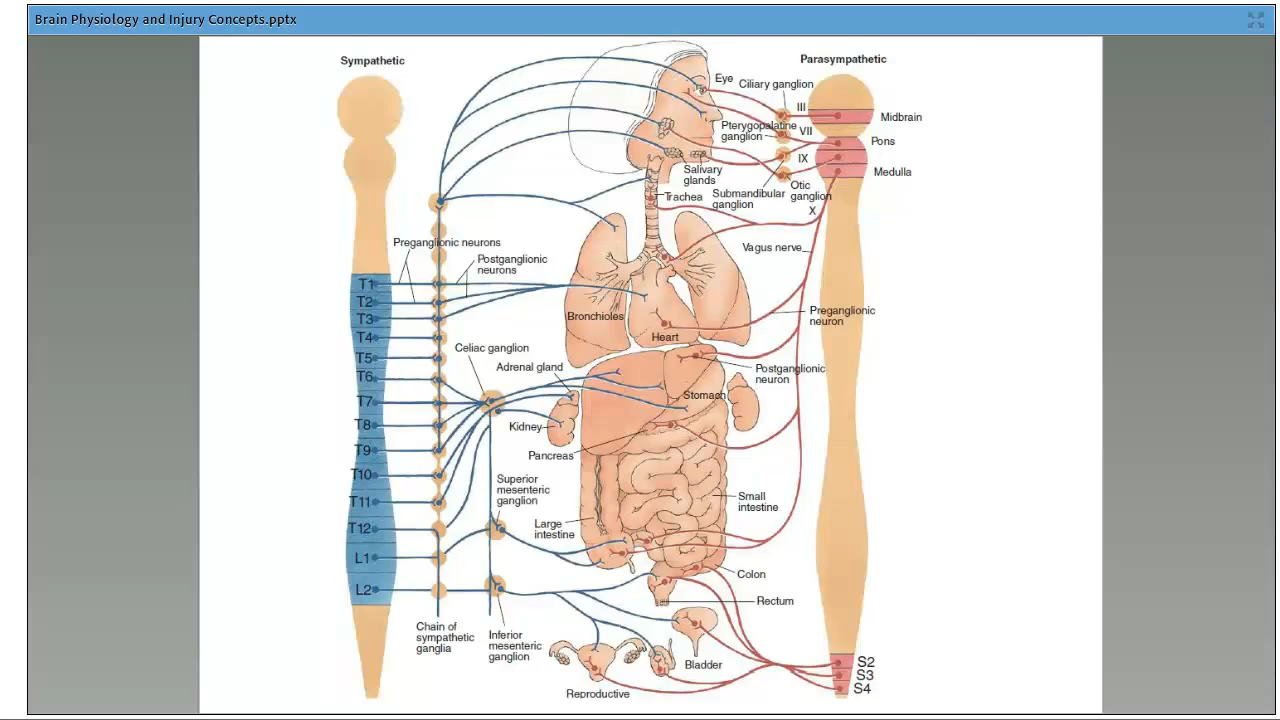 Brain Physiology and Injury Concepts.pptx
Sympathetic
Parasympathetic
Eye
Ciliary ganglion
III
Midbrain
Pterygopalatine
ganglion
VII
Pons
IX
Medulla
Salivary
glands
Trachea
Submandibular
ganglion
Otic
ganglion
X
Preganglionic neurons
Postganglionic
neurons
Vagus nerve
T1
T2
T3
T4
T5
T6
T7
T8
T9
T10
T11
T12
L1
L2
Bronchioles
Heart
Preganglionic
neuron
Celiac ganglion
Adrenal gland
Postganglionic
neuron
Stomach
Kidney
Pancreas
Superior
mesenteric
ganglion
Small
intestine
Large
intestine
Colon
Rectum
Chain of
sympathetic
ganglia
Inferior
mesenteric
ganglion
Bladder
Reproductive
S2
S3
S4